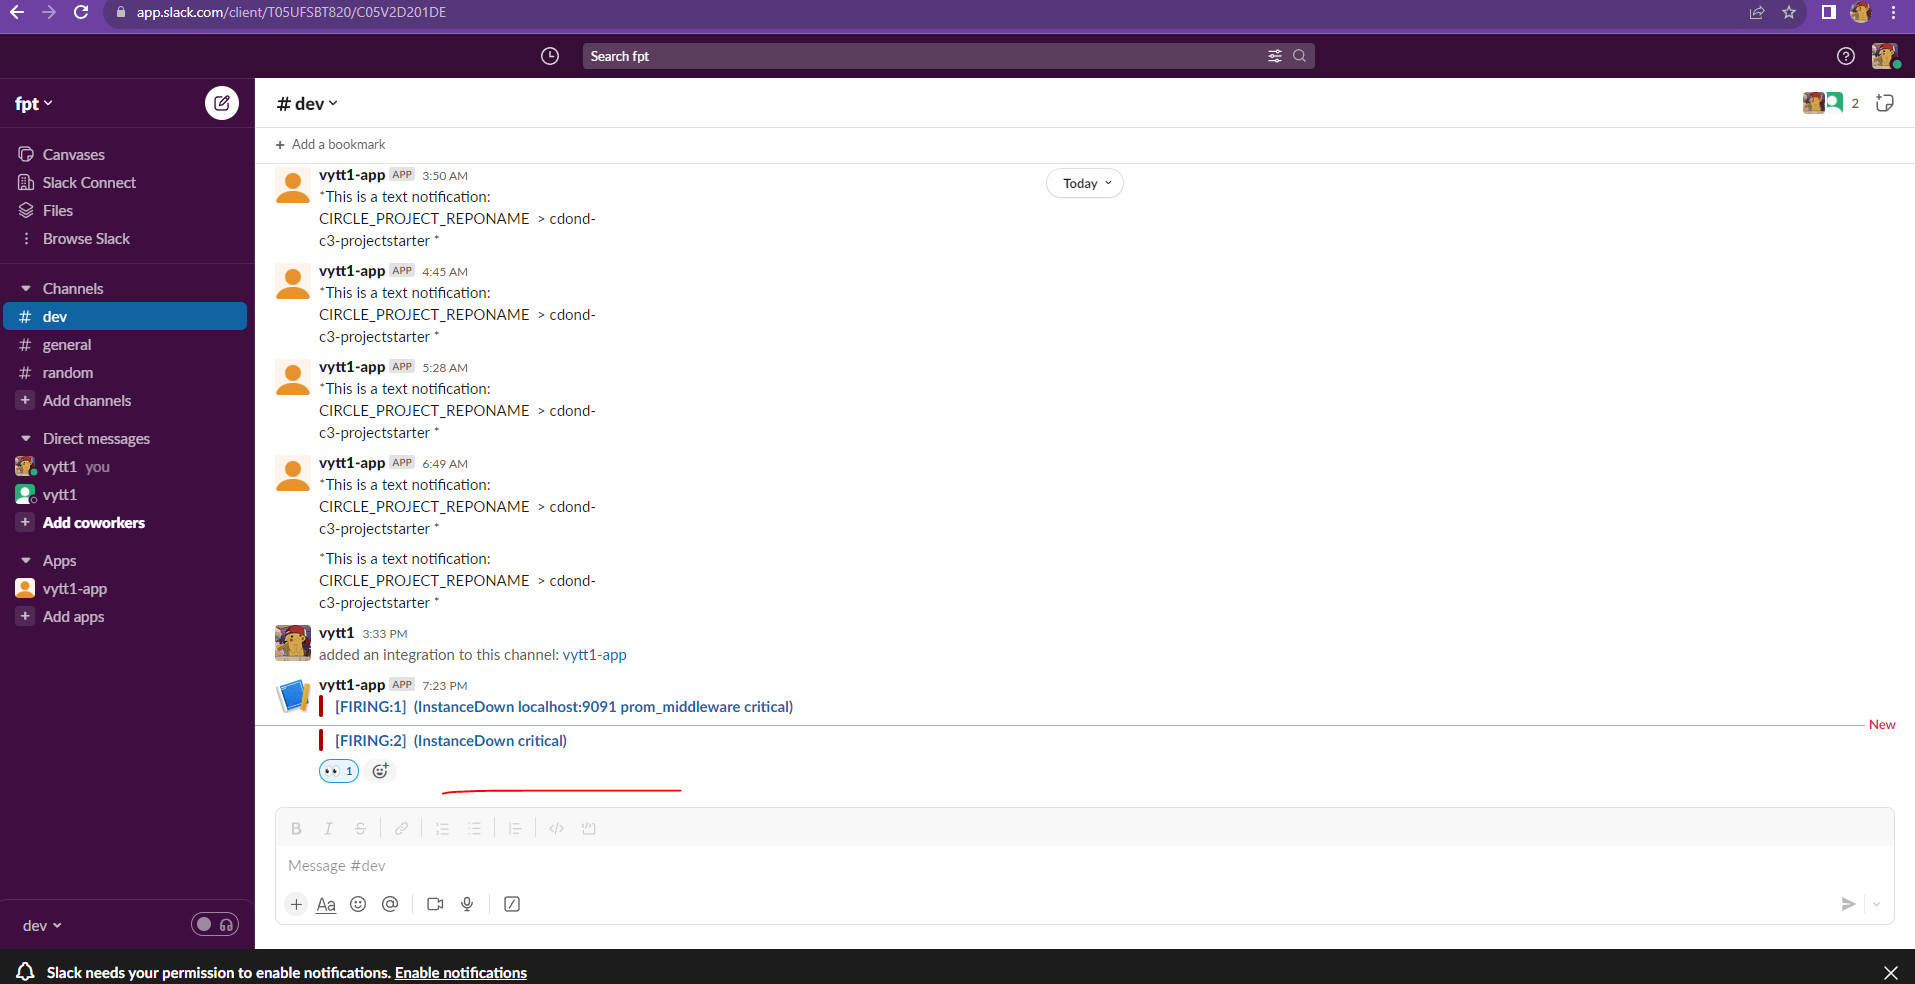 app.slack.com/client/T05UFSBT820/C05V2D201DE
Search fpt
fpt
# dev
2
Add a bookmark
Canvases
Slack Connect
Files
Browse Slack
Channels
# dev
# general
# random
+ Add channels
Direct messages
vytt1 you
vytt1
+ Add coworkers
Apps
vytt1-app
+ Add apps
dev
Today
vytt1-app APP 3:50 AM
*This is a text notification:
CIRCLE_PROJECT_REPONAME > cdond-
c3-projectstarter *
vytt1-app APP 4:45 AM
*This is a text notification:
CIRCLE_PROJECT_REPONAME > cdond-
c3-projectstarter *
vytt1-app APP 5:28 AM
*This is a text notification:
CIRCLE_PROJECT_REPONAME > cdond-
c3-projectstarter *
vytt1-app APP 6:49 AM
*This is a text notification:
CIRCLE_PROJECT_REPONAME > cdond-
c3-projectstarter *
*This is a text notification:
CIRCLE_PROJECT_REPONAME > cdond-
c3-projectstarter *
vytt1 3:33 PM
added an integration to this channel: vytt1-app
vytt1-app APP 7:23 PM
[FIRING:1] (InstanceDown localhost:9091 prom_middleware critical)
New
[FIRING:2] (InstanceDown critical)
1
B I S
Message #dev
+ Aa @
Slack needs your permission to enable notifications. Enable notifications